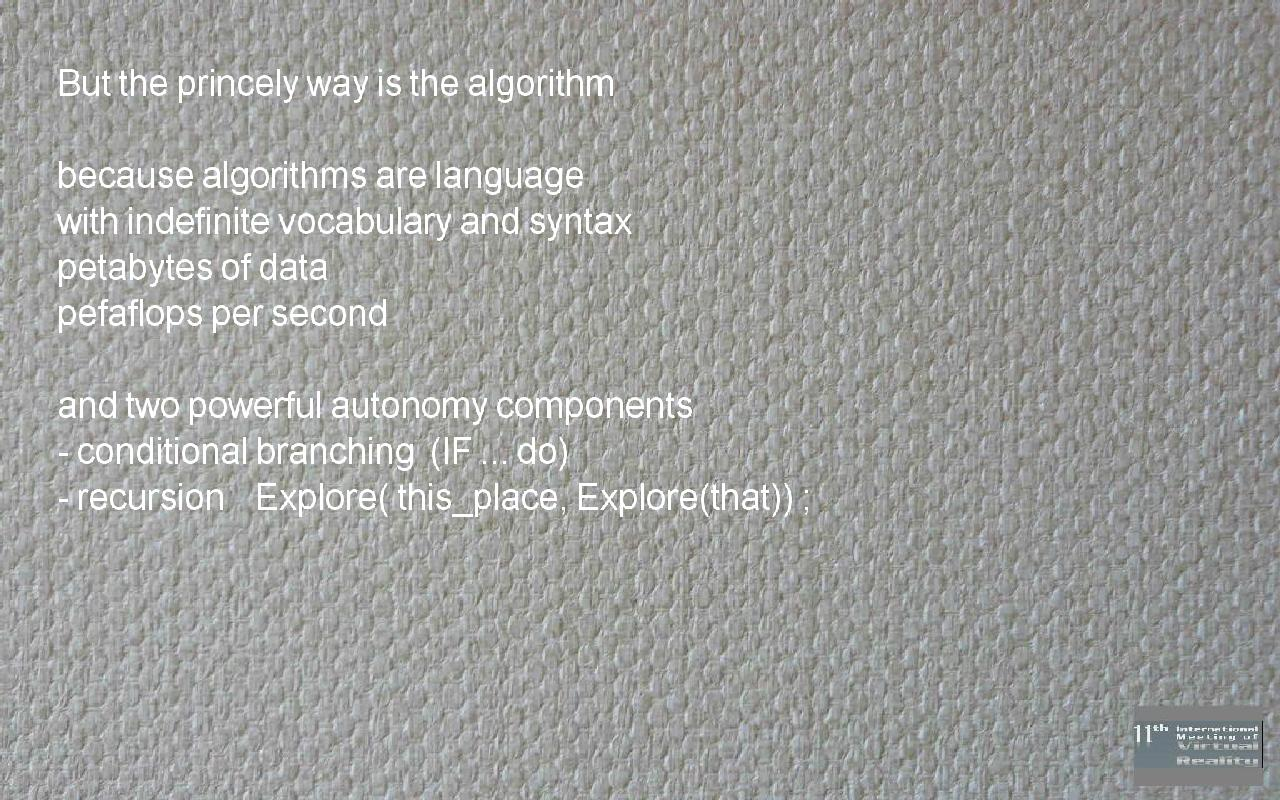 But the princely way is the algorithm
because algorithms are language
with indefinite vocabulary and syntax
petabytes of data
pefaflops per second
and two powerful autonomy components
- conditional branching (IF ... do)
- recursion Explore( this_place, Explore(that)) ;
11th International
Meeting of
Virtual
Reality